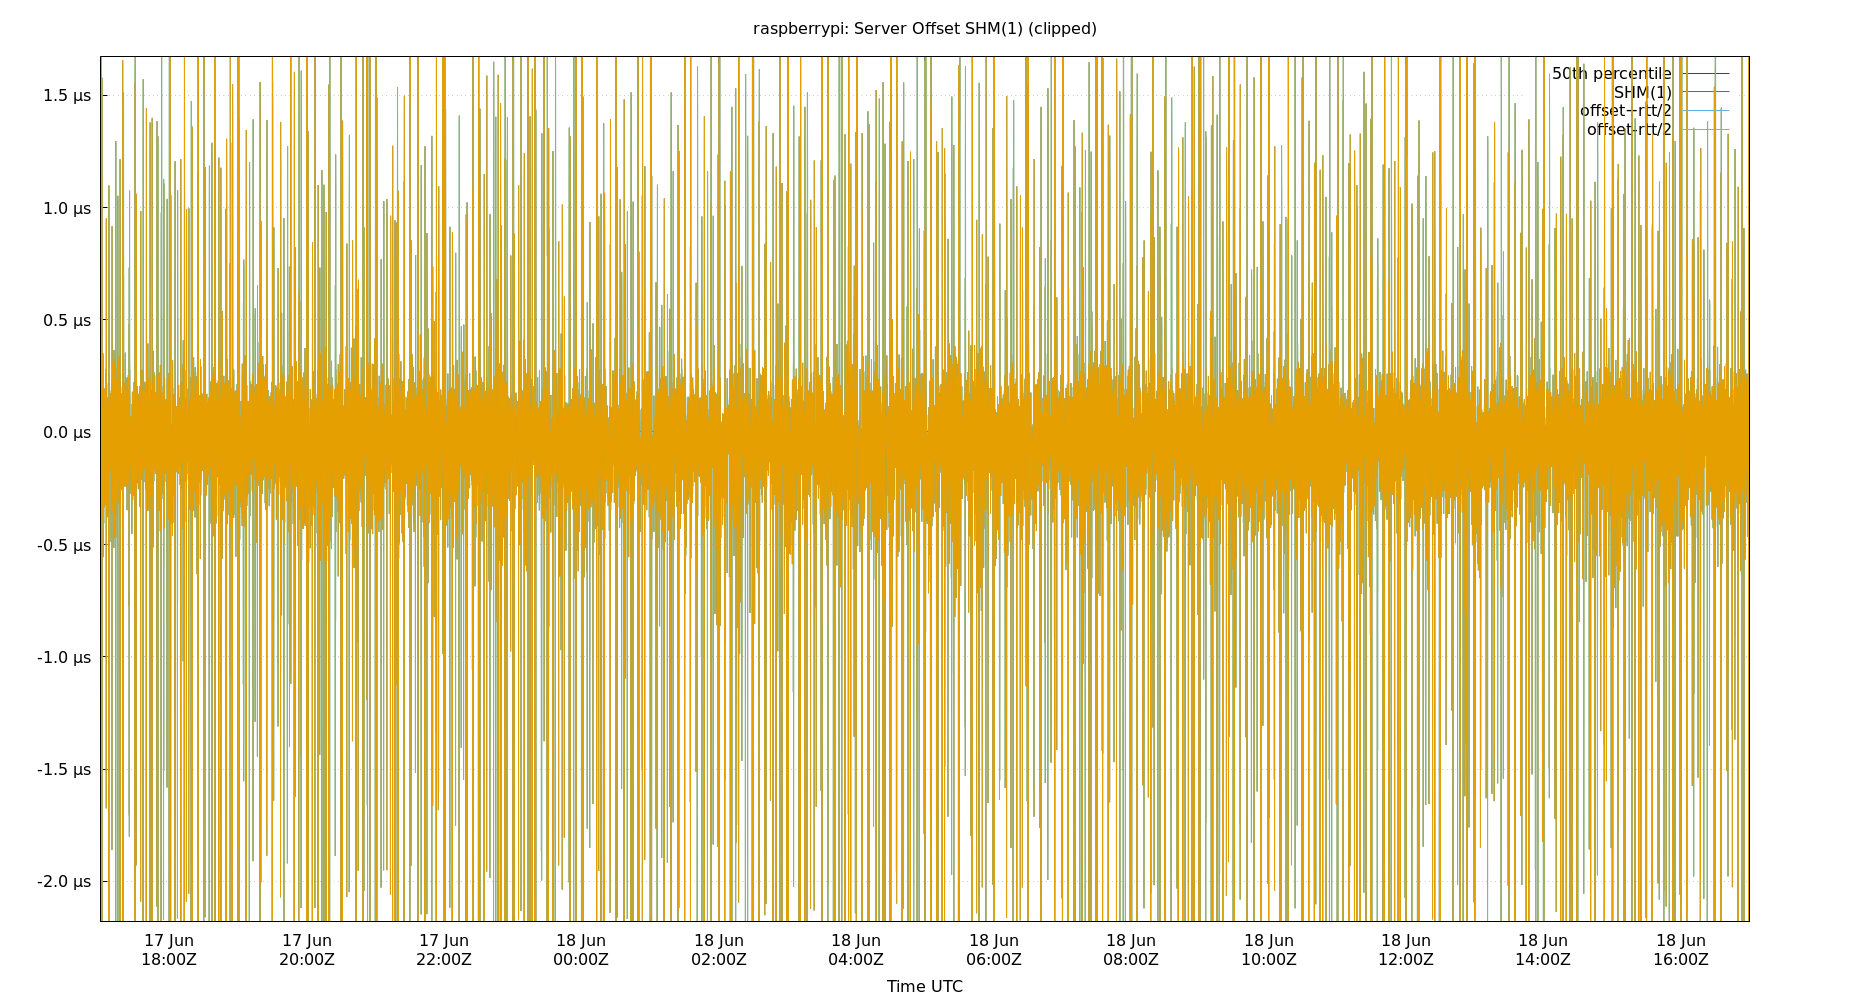 raspberrypi: Server Offset SHM(1) (clipped)
50th percentile
SHM(1)
offset+rtt/2
offset-rtt/2
1.5 µs
1.0 µs
0.5 µs
0.0 µs
-0.5 µs
-1.0 µs
-1.5 µs
-2.0 µs
17 Jun 17 Jun 17 Jun 18 Jun 18 Jun 18 Jun 18 Jun 18 Jun 18 Jun 18 Jun 18 Jun 18 Jun
18:00Z 20:00Z 22:00Z 00:00Z 02:00Z 04:00Z 06:00Z 08:00Z 10:00Z 12:00Z 14:00Z 16:00Z
Time UTC